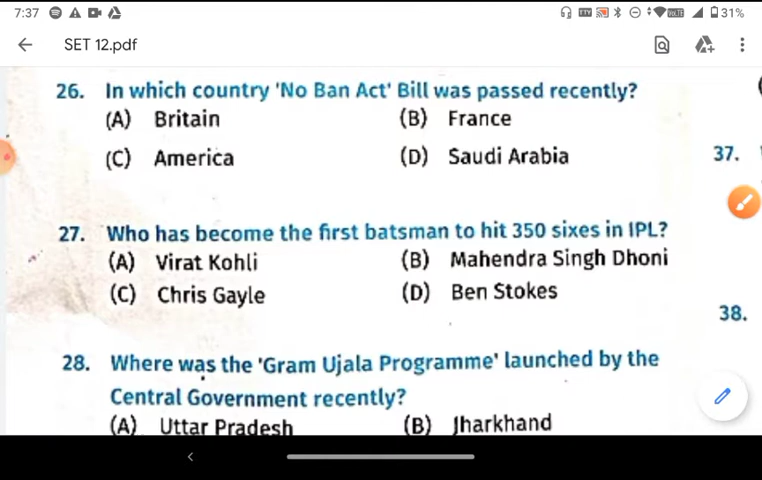 7:37 31%
SET 12.pdf
26. In which country 'No Ban Act' Bill was passed recently?
(A) Britain (B) France
(C) America (D) Saudi Arabia
37.
27. Who has become the first batsman to hit 350 sixes in IPL?
(A) Virat Kohli (B) Mahendra Singh Dhoni
(C) Chris Gayle (D) Ben Stokes
38.
28. Where was the 'Gram Ujala Programme' launched by the
Central Government recently?
(A) Uttar Pradesh (B) Jharkhand